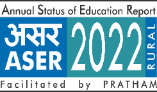 Annual Status of Education Report
असर
ASER 2022 RURAL
Facilitated by PRATHAM